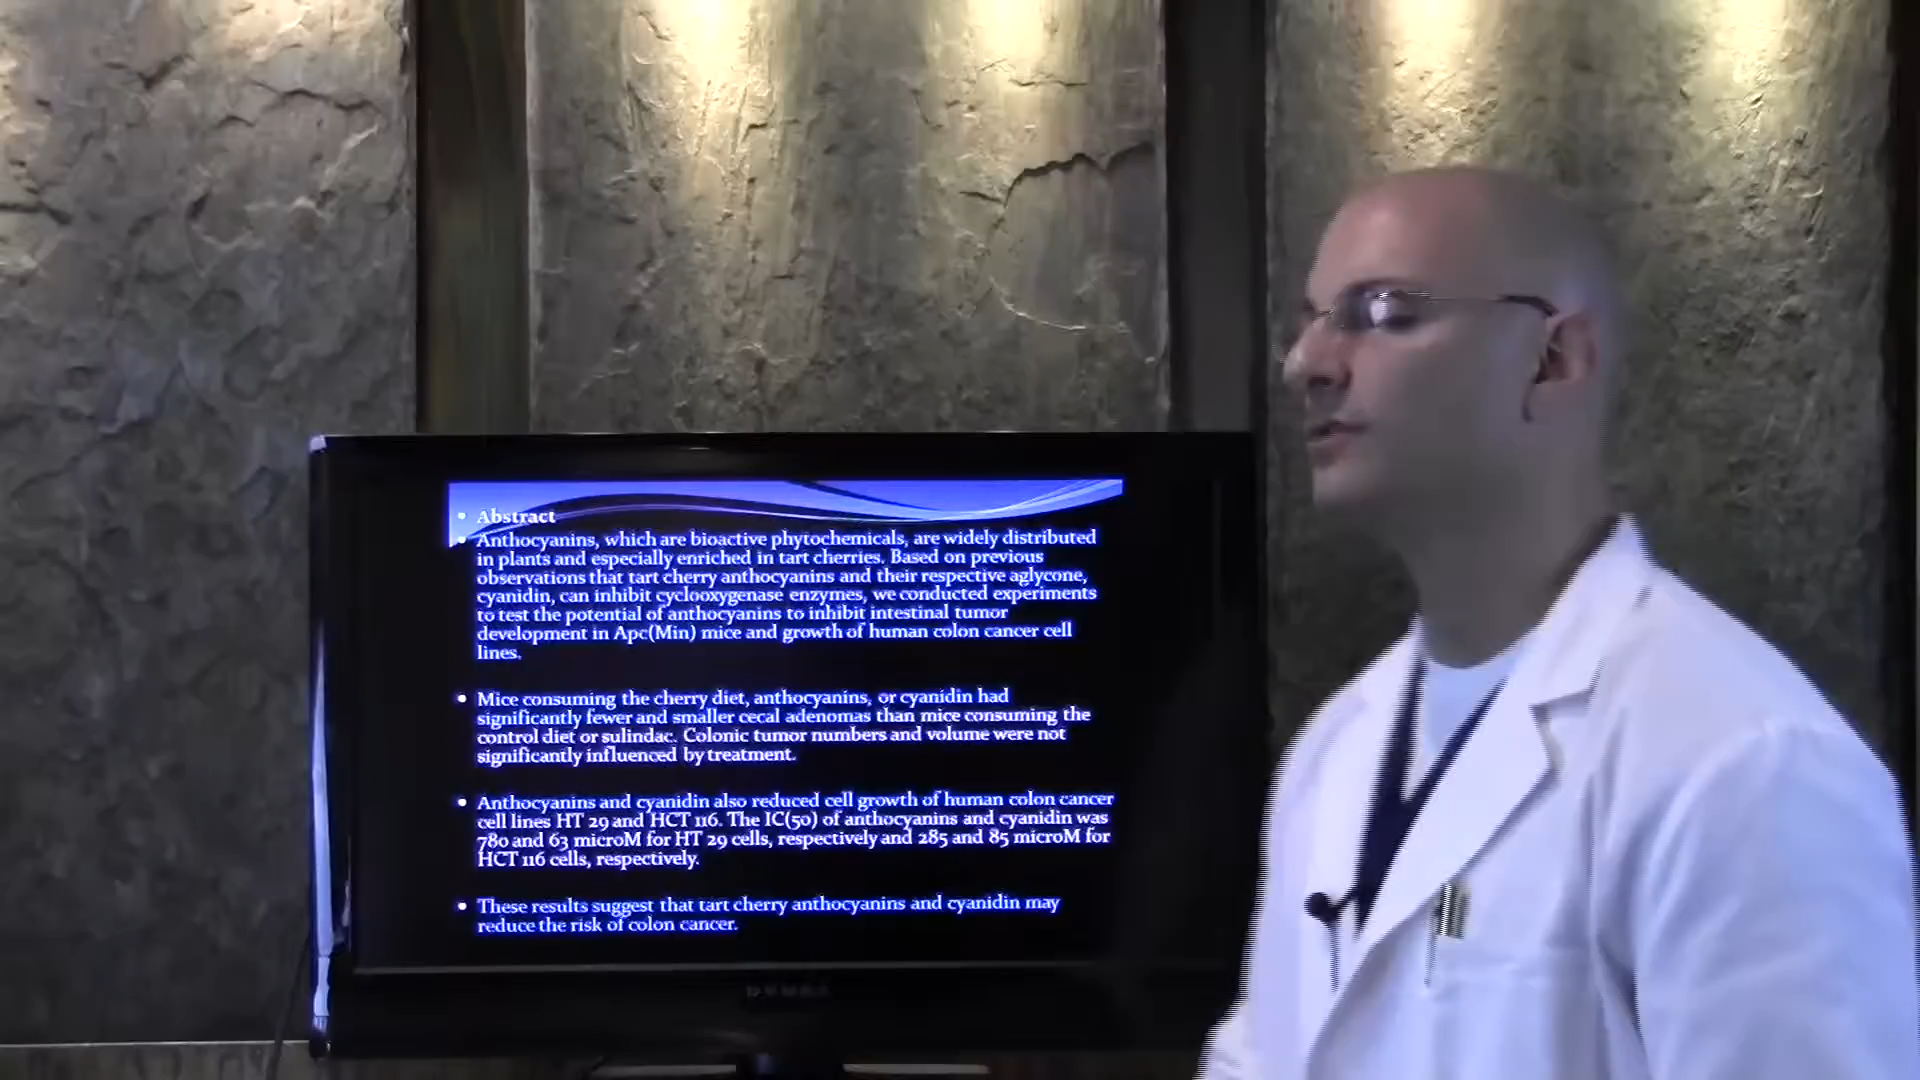 Abstract
Anthocyanins, which are bioactive phytochemicals, are widely distributed
in plants and especially enriched in tart cherries. Based on previous
observations that tart cherry anthocyanins and their respective aglycone,
cyanidin, can inhibit cyclooxygenase enzymes, we conducted experiments
to test the potential of anthocyanins to inhibit intestinal tumor
development in Apc(Min) mice and growth of human colon cancer cell
lines.
Mice consuming the cherry diet, anthocyanins, or cyanidin had
significantly fewer and smaller cecal adenomas than mice consuming the
control diet or sulindac. Colonic tumor numbers and volume were not
significantly influenced by treatment.
Anthocyanins and cyanidin also reduced cell growth of human colon cancer
cell lines HT 29 and HCT 116. The IC(50) of anthocyanins and cyanidin was
780 and 63 microM for HT 29 cells, respectively and 285 and 85 microM for
HCT 116 cells, respectively.
These results suggest that tart cherry anthocyanins and cyanidin may
reduce the risk of colon cancer.